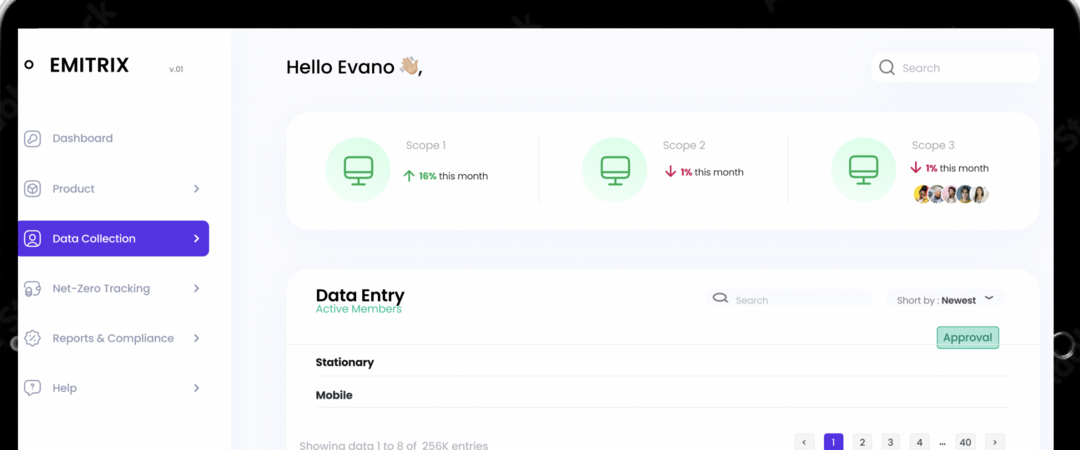 EMITRIX v.01
Dashboard
Product
Data Collection
Net-Zero Tracking
Reports & Compliance
Help
Hello Evano 👋🏼,
Search
Scope 1
16% this month
Scope 2
1% this month
Scope 3
1% this month
Data Entry
Active Members
Search
Short by : Newest
Approval
Stationary
Mobile
Showing data 1 to 8 of 256K entries
< 1 2 3 4 ... 40 >